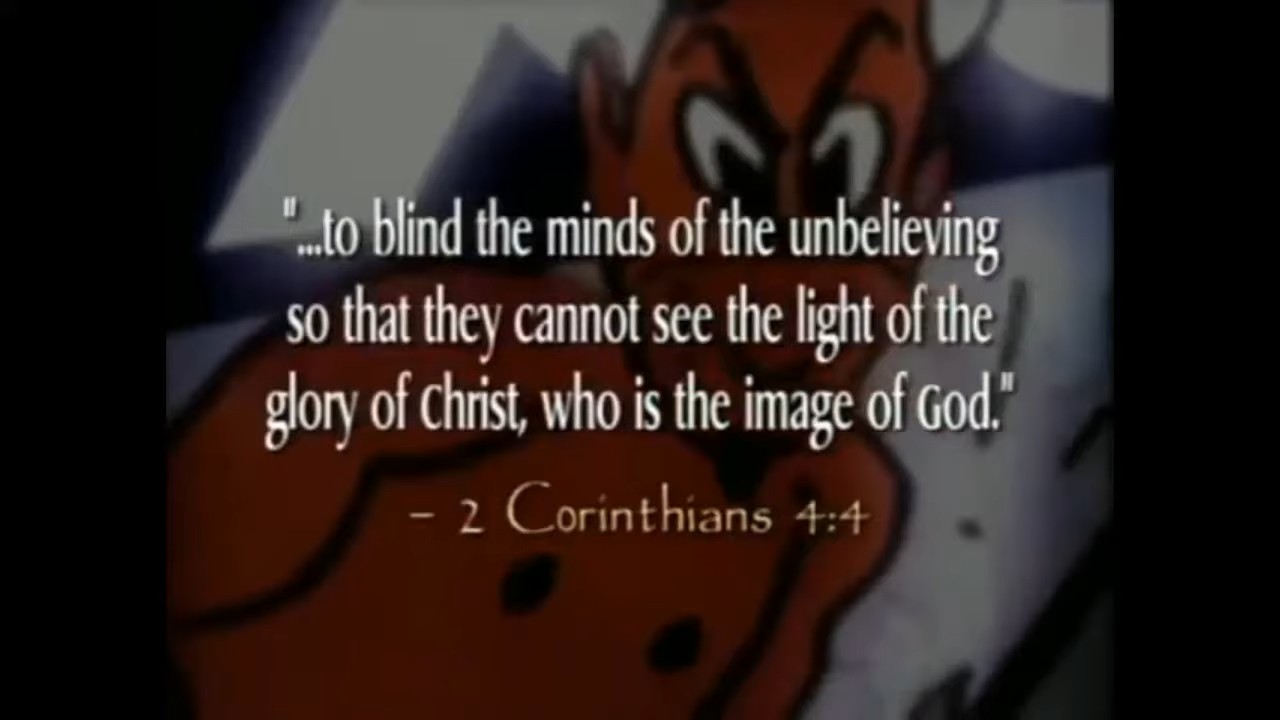 "...to blind the minds of the unbelieving
so that they cannot see the light of the
glory of Christ, who is the image of God."
– 2 Corinthians 4:4